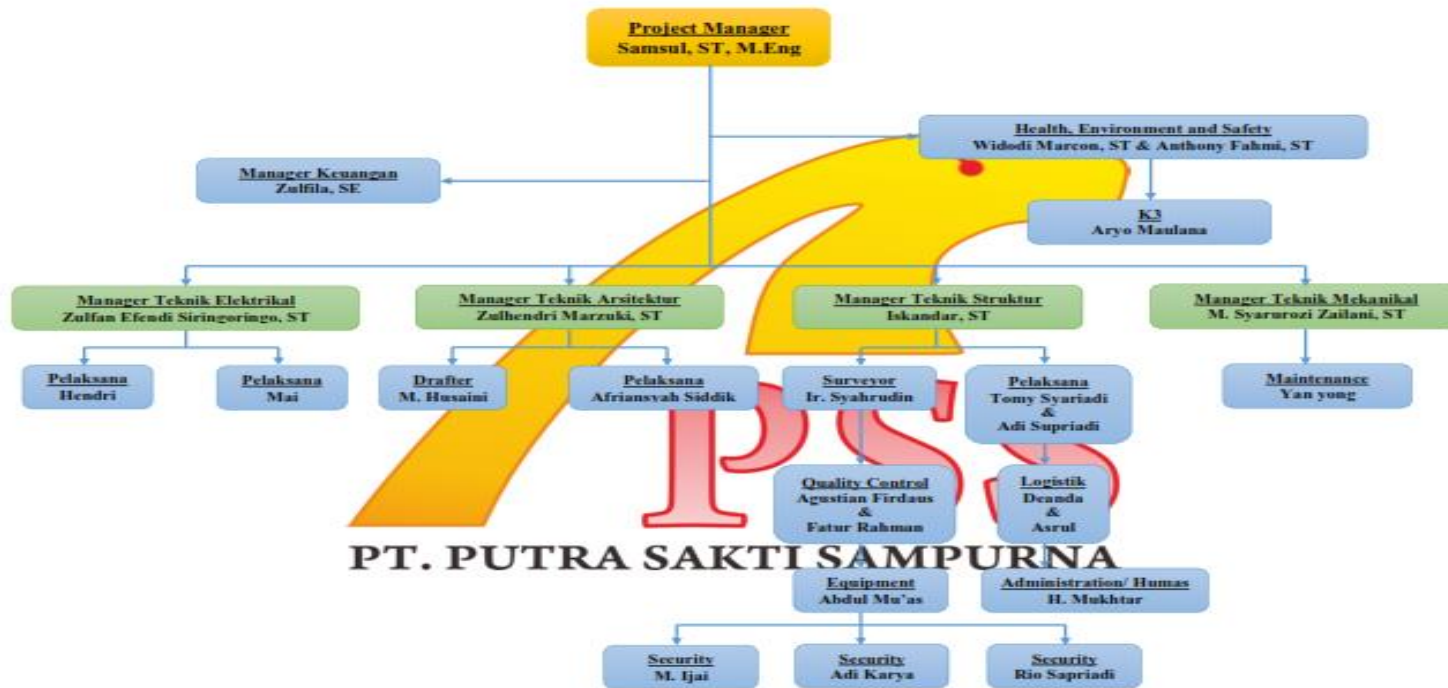 Project Manager
Samsul, ST, M.Eng
Health, Environment and Safety
Widodi Marcon, ST & Anthony Fahmi, ST
Manager Keuangan
Zulfila, SE
K3
Aryo Maulana
Manager Teknik Elektrikal
Zulfan Efendi Siringoringo, ST
Manager Teknik Arsitektur
Zulhendri Marzuki, ST
Manager Teknik Struktur
Iskandar, ST
Manager Teknik Mekanikal
M. Syarurozi Zailani, ST
Pelaksana
Hendri
Pelaksana
Mai
Drafter
M. Husaini
Pelaksana
Afriansyah Siddik
Surveyor
Ir. Syahrudin
Pelaksana
Tomy Syariadi
&
Adi Supriadi
Maintenance
Yan yong
Quality Control
Agustian Firdaus
&
Fatur Rahman
Logistik
Deanda
&
Asrul
PSS
PT. PUTRA SAKTI SAMPURNA
Equipment
Abdul Mu'as
Administration/ Humas
H. Mukhtar
Security
M. Ijai
Security
Adi Karya
Security
Rio Sapriadi